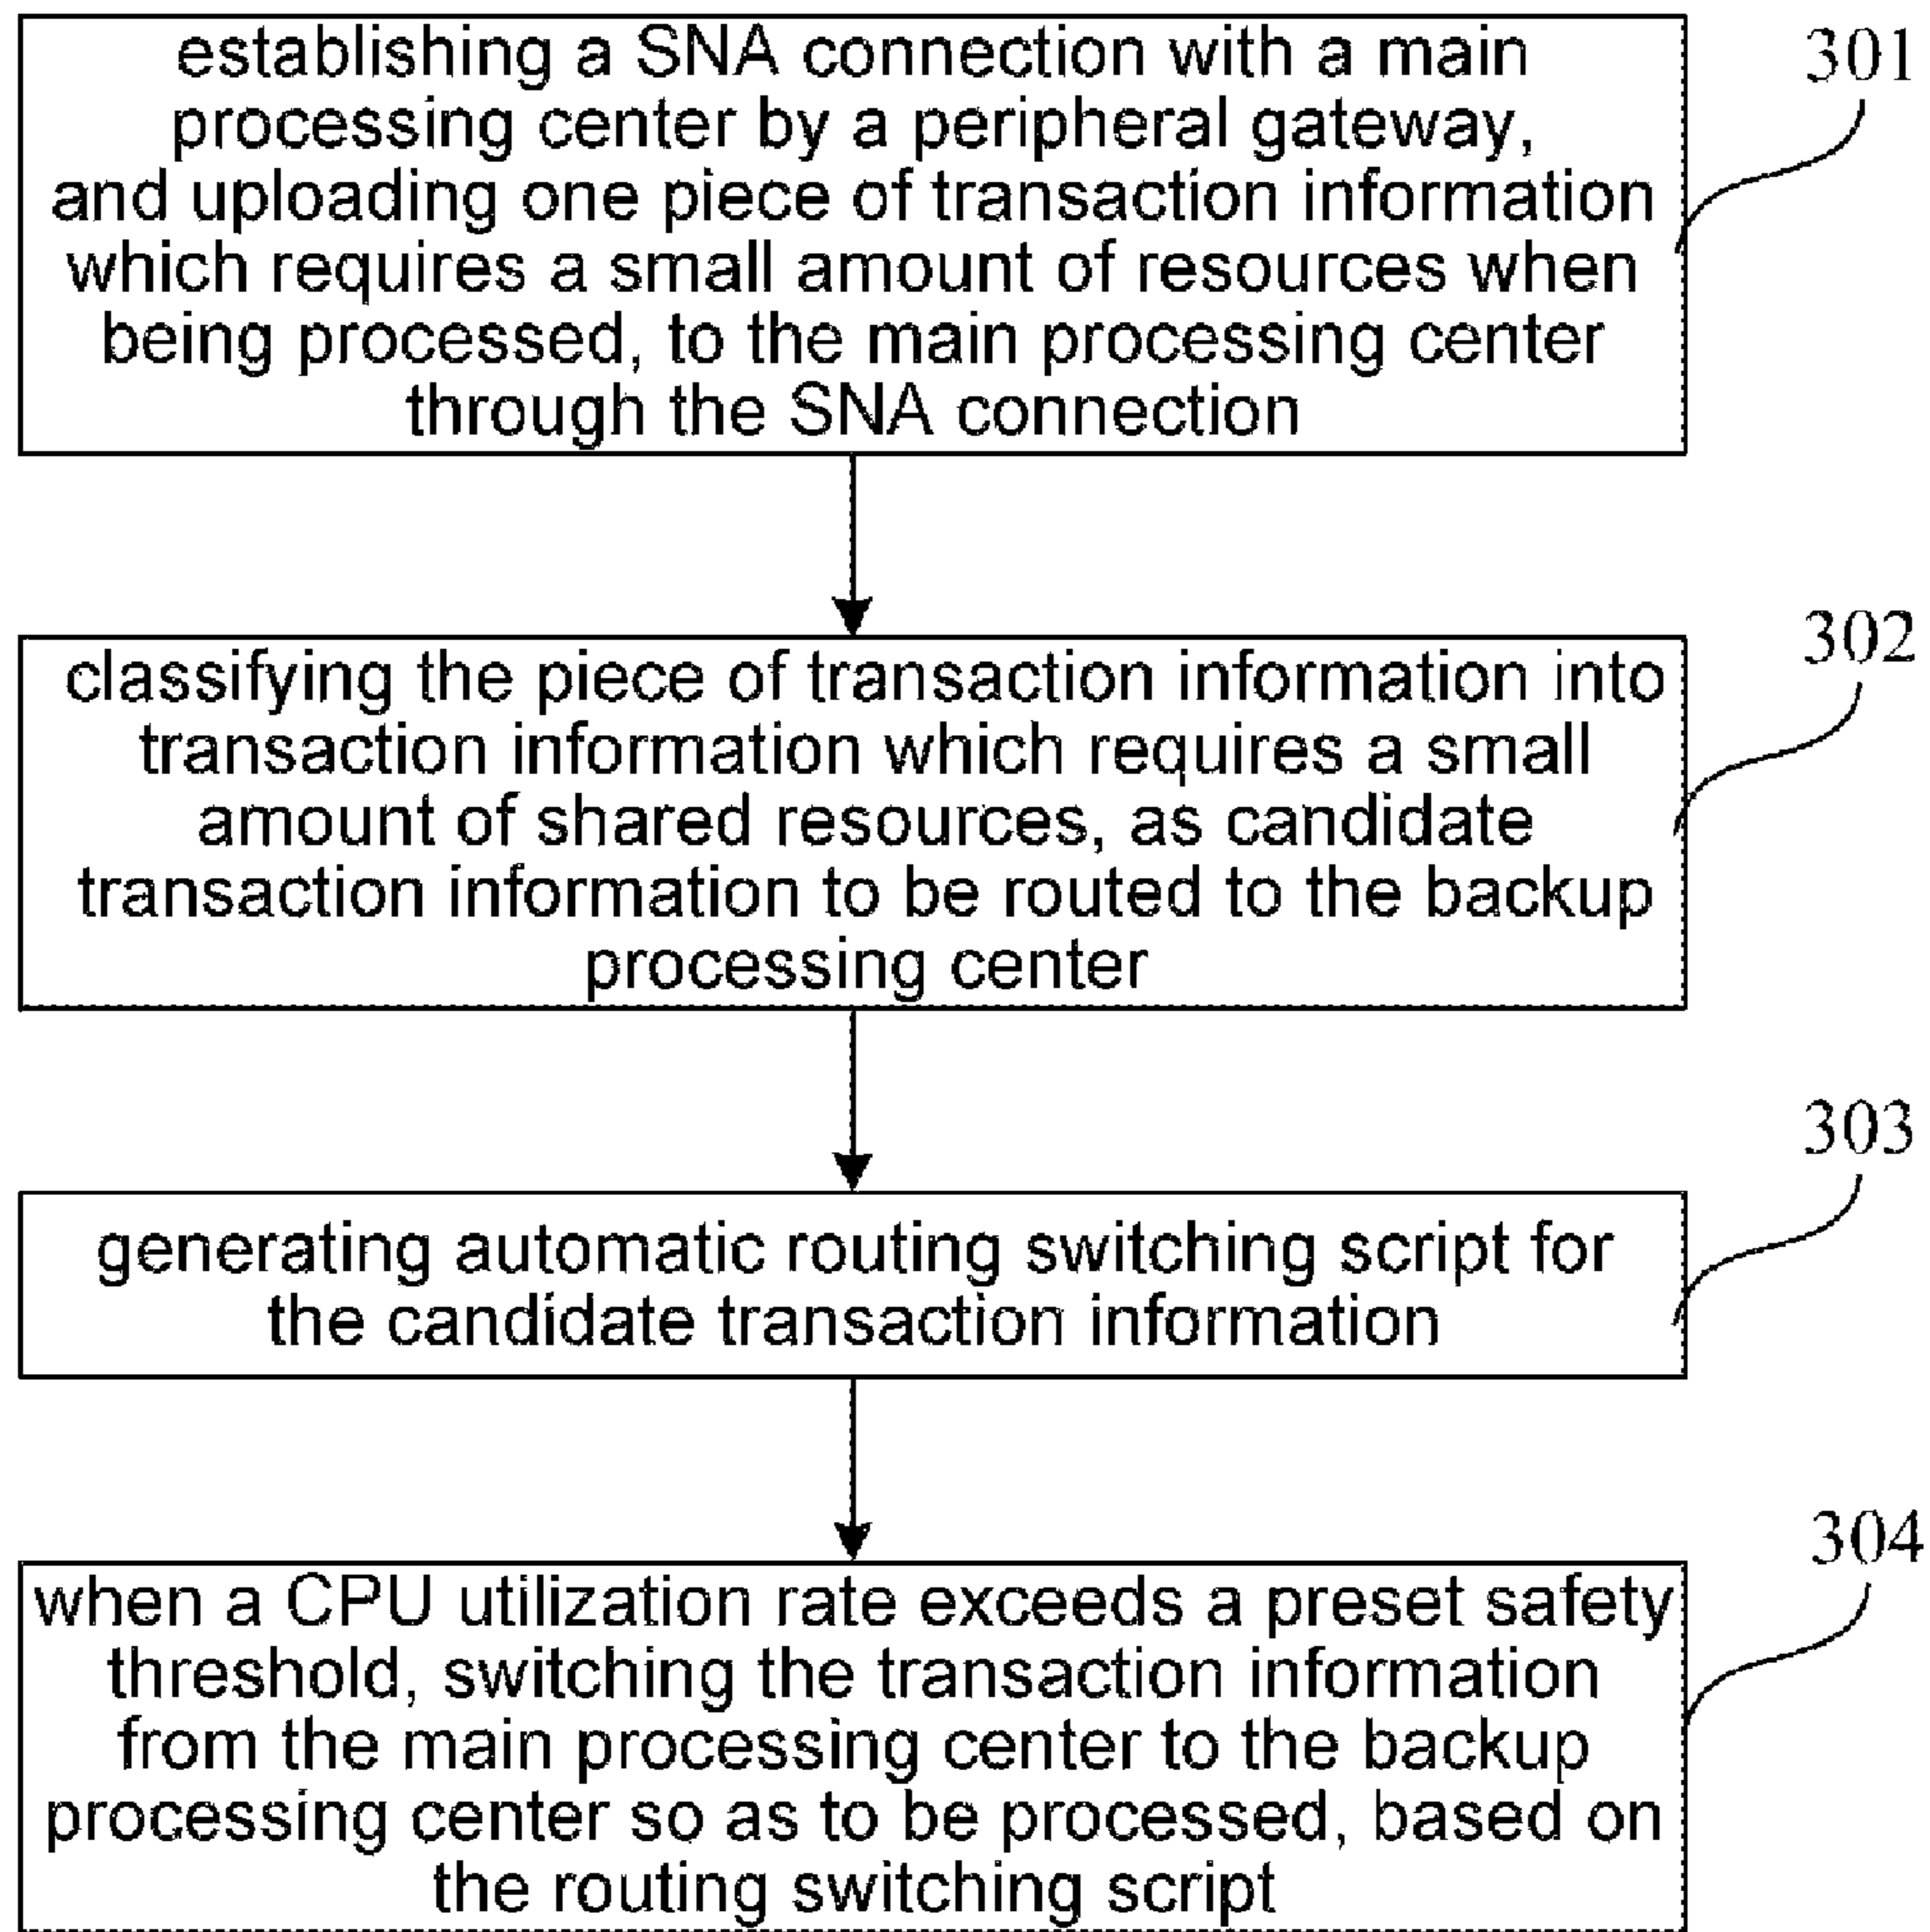 establishing a SNA connection with a main
301
processing center by a peripheral gateway,
and uploading one piece of transaction information
which requires a small amount of resources when
being processed, to the main processing center
through the SNA connection
302
classifying the piece of transaction information into
transaction information which requires a small
amount of shared resources, as candidate
transaction information to be routed to the backup
processing center
303
generating automatic routing switching script for
the candidate transaction information
304
when a CPU utilization rate exceeds a preset safety
threshold, switching the transaction information
from the main processing center to the backup
processing center so as to be processed, based on
the routing switching script